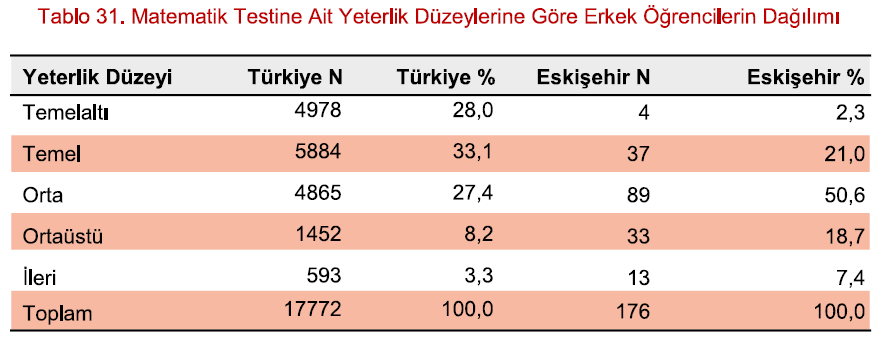 Tablo 31. Matematik Testine Ait Yeterlik Düzeylerine Göre Erkek Öğrencilerin Dağılımı
Yeterlik Düzeyi Türkiye N Türkiye % Eskişehir N Eskişehir %
Temelaltı 4978 28,0 4 2,3
Temel 5884 33,1 37 21,0
Orta 4865 27,4 89 50,6
Ortaüstü 1452 8,2 33 18,7
İleri 593 3,3 13 7,4
Toplam 17772 100,0 176 100,0